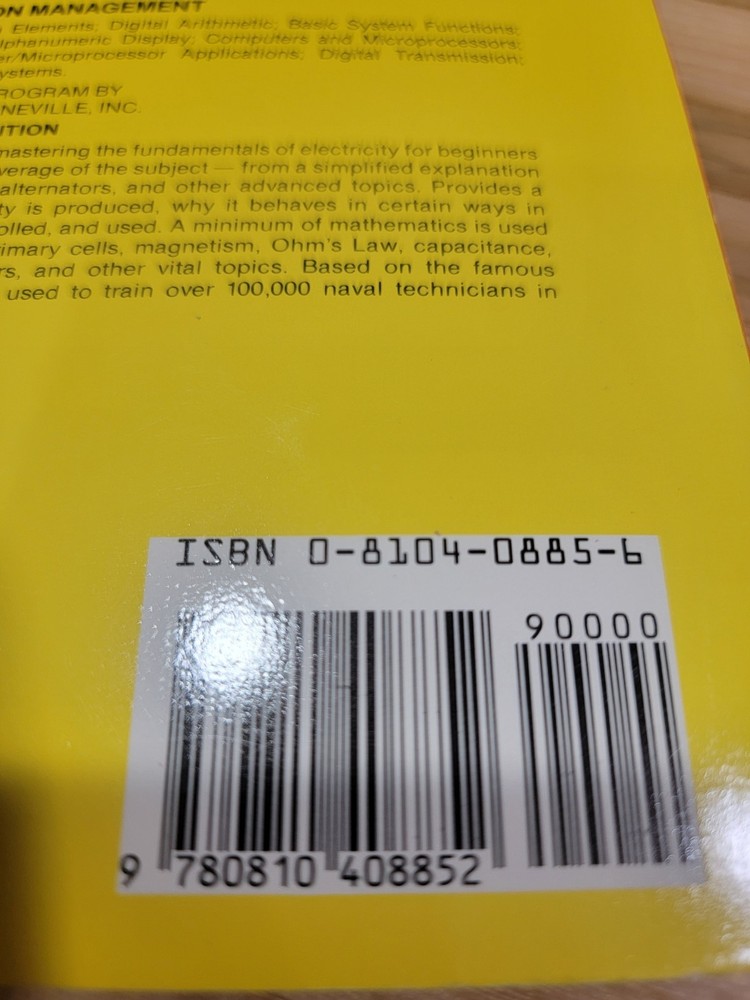 ON MANAGEMENT
Elements; Digital Arithmetic; Basic System Functions;
lphanumeric Display; Computers and Microprocessors;
er/Microprocessor Applications; Digital Transmission;
ystems.
ROGRAM BY
NEVILLE, INC.
ITION
mastering the fundamentals of electricity for beginners
verage of the subject — from a simplified explanation
alternators, and other advanced topics. Provides a
ty is produced, why it behaves in certain ways in
olled, and used. A minimum of mathematics is used
imary cells, magnetism, Ohm's Law, capacitance,
rs, and other vital topics. Based on the famous
used to train over 100,000 naval technicians in
ISBN 0-8104-0885-6
90000
9 780810 408852